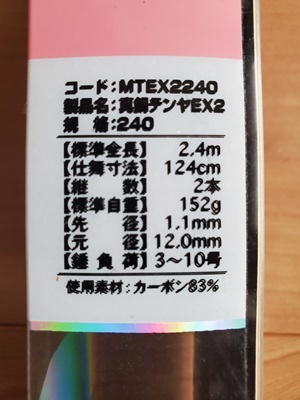 コード:MTEX2240
製品名:真鯛テンヤEX2
規　格:240
【標準全長】2.4m
【仕舞寸法】124cm
【継　　数】2本
【標準自重】152g
【先　　径】1.1mm
【元　　径】12.0mm
【錘 負 荷】3～10号
使用素材:カーボン83%